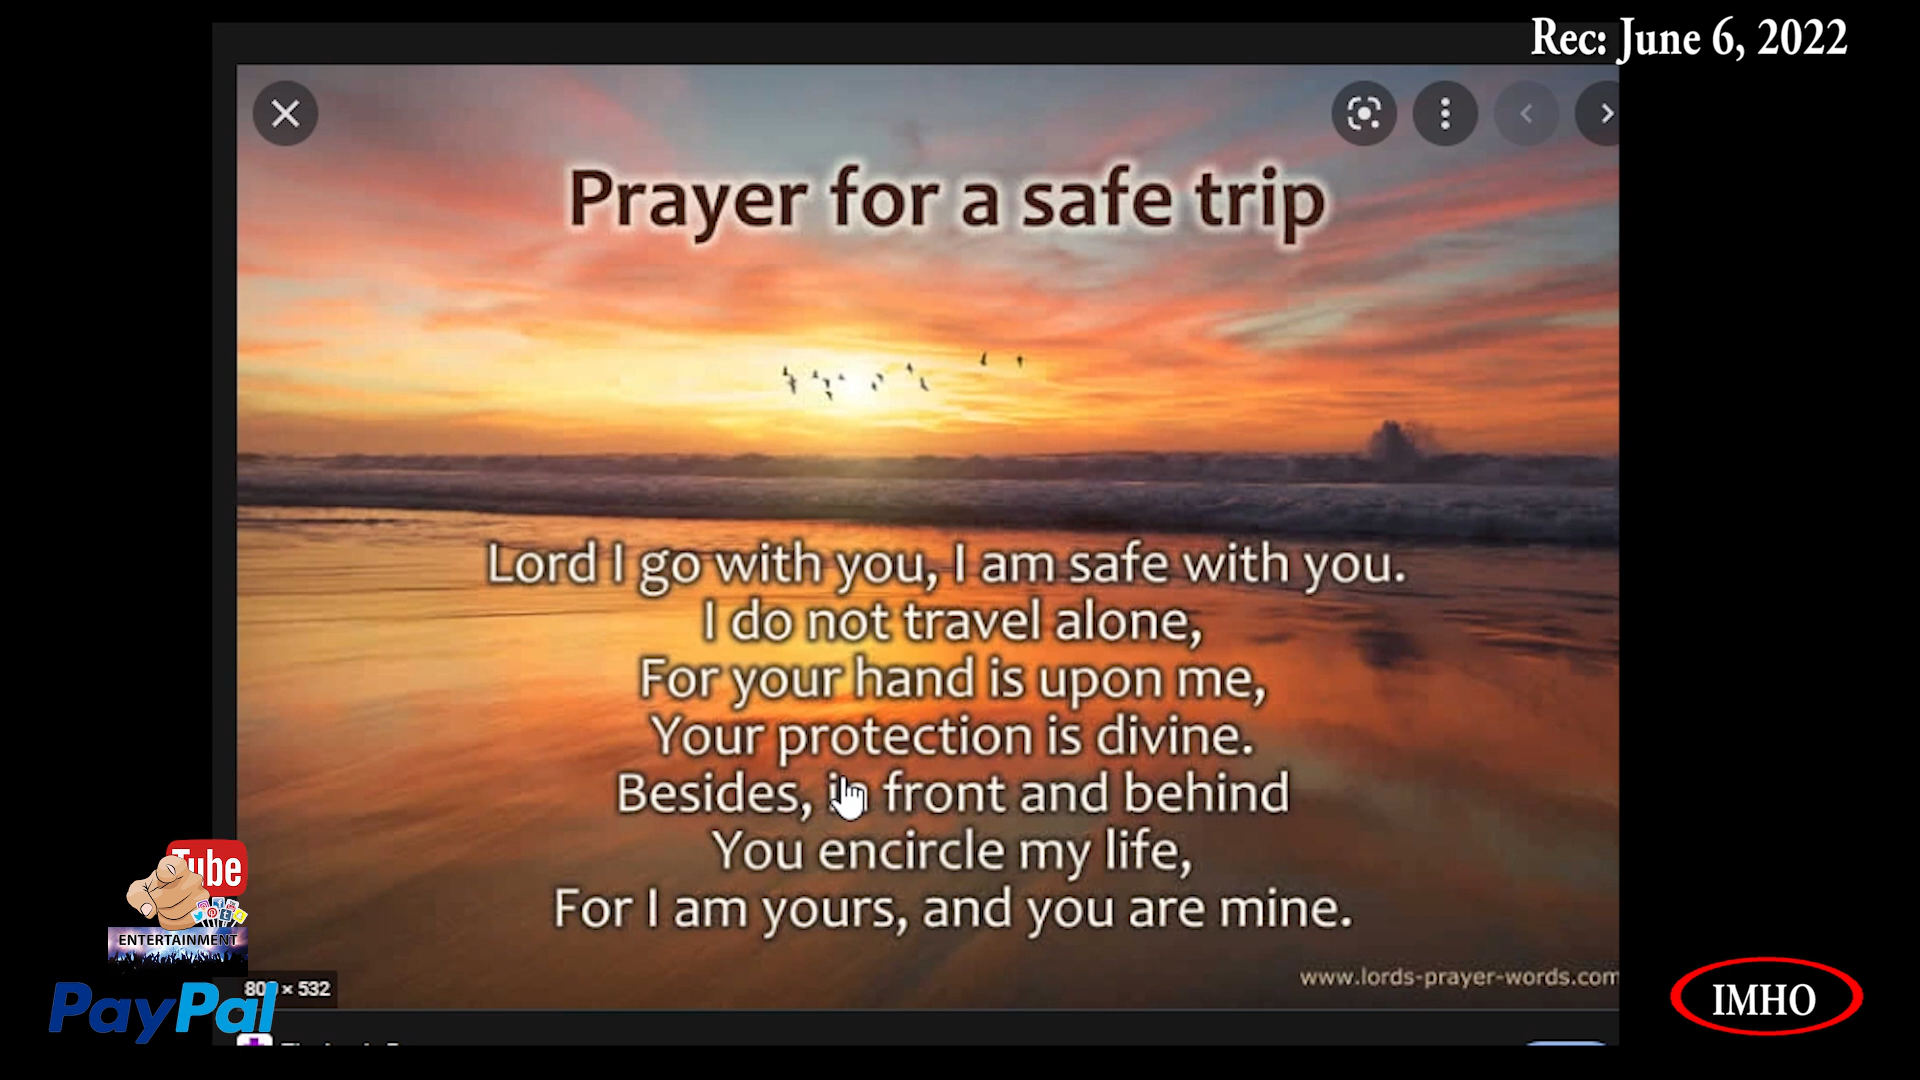 Rec: June 6, 2022
Prayer for a safe trip
Lord I go with you, I am safe with you.
I do not travel alone,
For your hand is upon me,
Your protection is divine.
Besides, in front and behind
You encircle my life,
For I am yours, and you are mine.
www.lords-prayer-words.com
Tube
ENTERTAINMENT
× 532
PayPal
IMHO